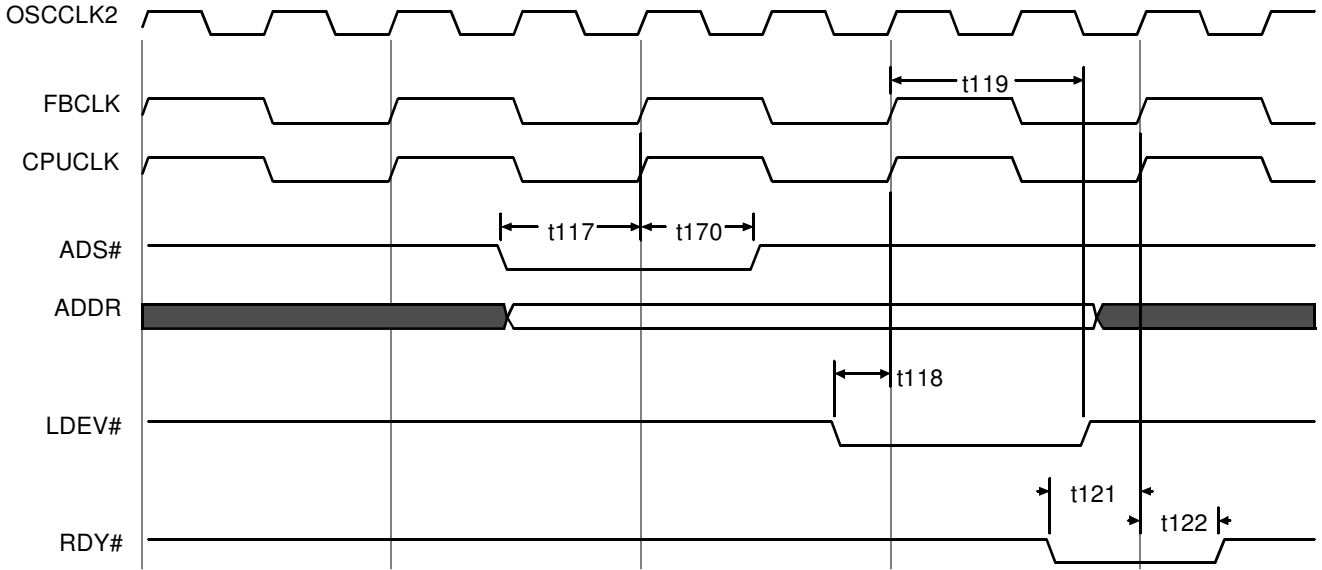 OSCCLK2
t119
FBCLK
CPUCLK
t117
t170
ADS#
ADDR
t118
LDEV#
t121
t122
RDY#